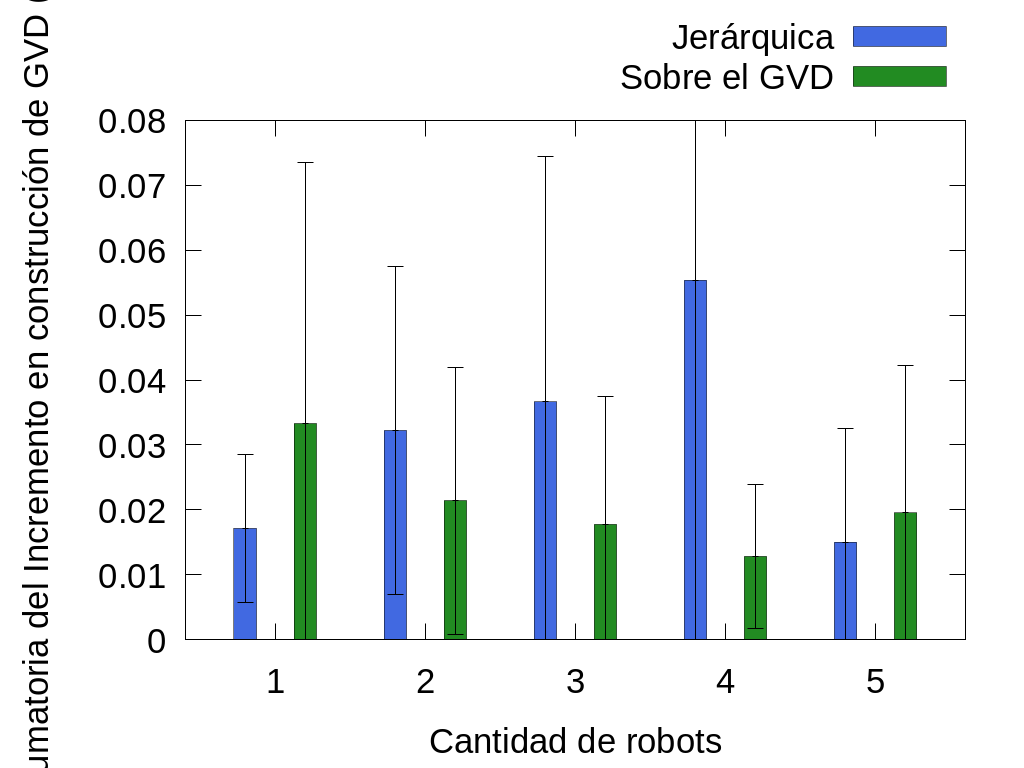 Jerárquica
Sobre el GVD
0.08
0.07
0.06
0.05
0.04
0.03
0.02
0.01
0
1 2 3 4 5
Cantidad de robots
umatoria del Incremento en construcción de GVD (